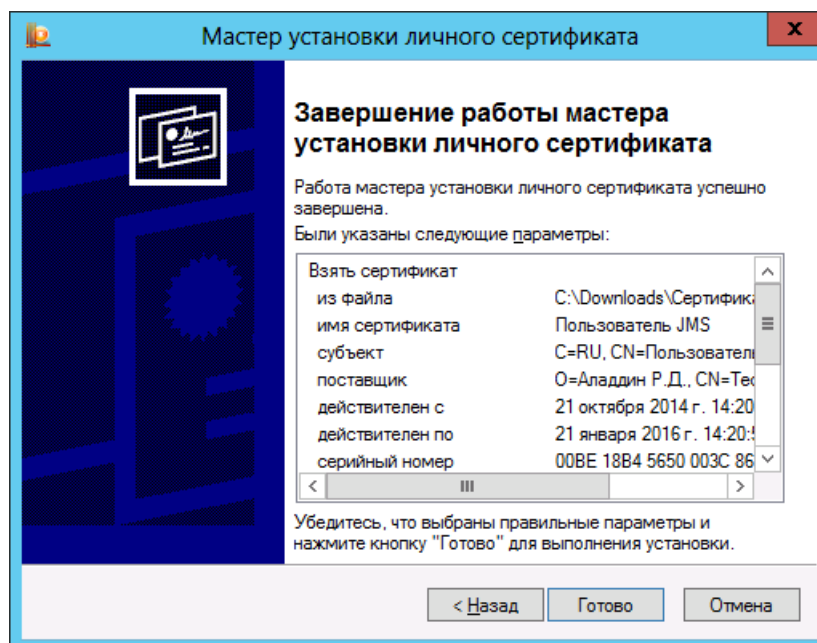 Мастер установки личного сертификата
x
Завершение работы мастера
установки личного сертификата
Работа мастера установки личного сертификата успешно
завершена.
Были указаны следующие параметры:
Взять сертификат
из файла C:\Downloads\Сертифик
имя сертификата Пользователь JMS
субъект C=RU, CN=Пользовател
поставщик O=Аладдин Р.Д., CN=Тес
действителен с 21 октября 2014 г. 14:20
действителен по 21 января 2016 г. 14:20:
серийный номер 00BE 18B4 5650 003C 86
Убедитесь, что выбраны правильные параметры и
нажмите кнопку "Готово" для выполнения установки.
< Назад Готово Отмена